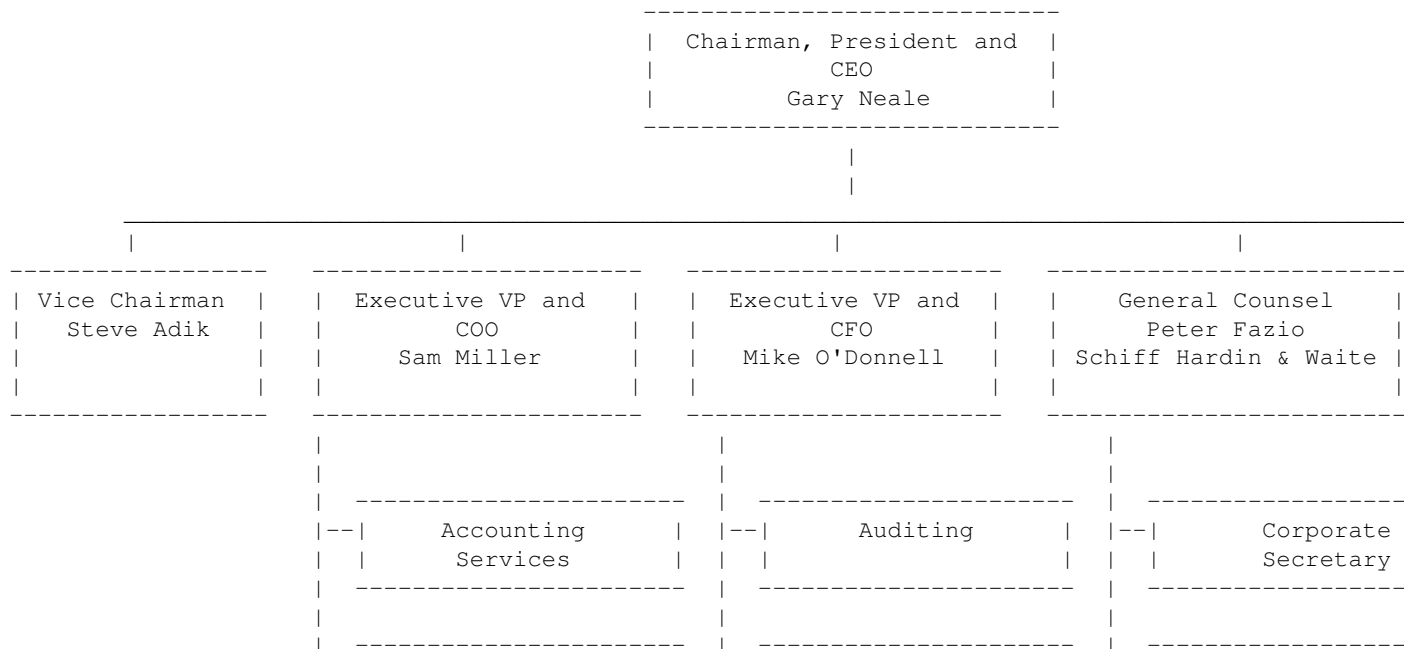 Chairman, President and
CEO
Gary Neale
Vice Chairman
Steve Adik
Executive VP and
COO
Sam Miller
Executive VP and
CFO
Mike O'Donnell
General Counsel
Peter Fazio
Schiff Hardin & Waite
Accounting
Services
Auditing
Corporate
Secretary